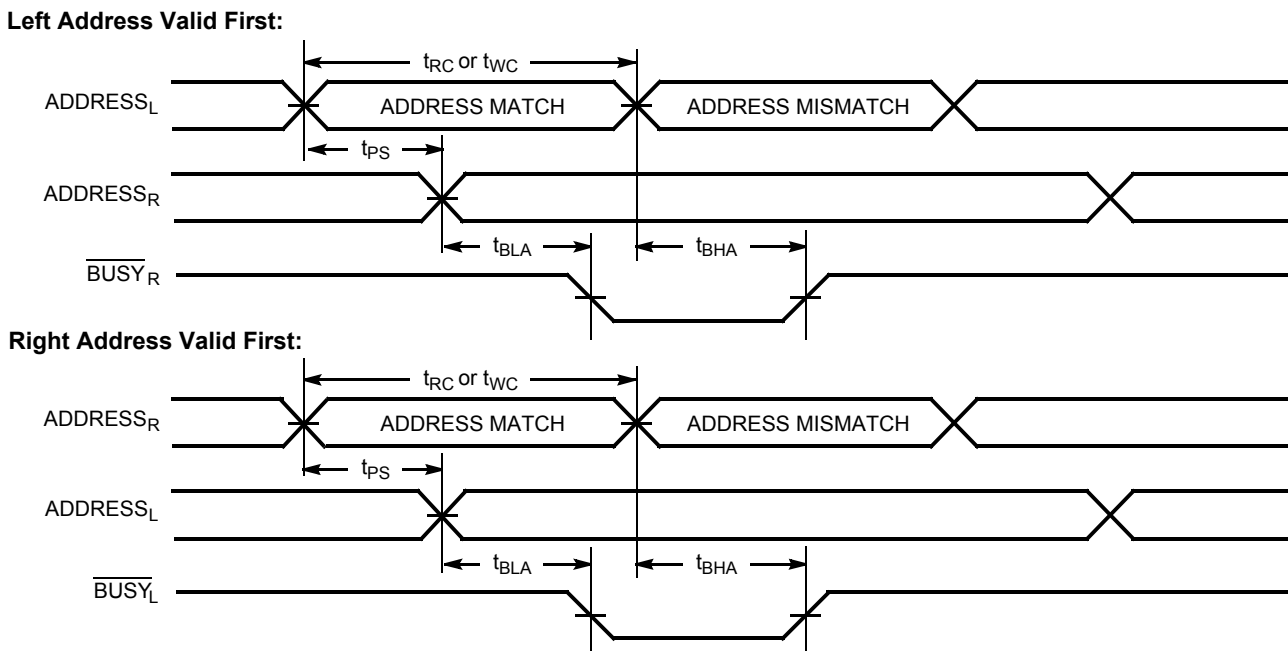 Left Address Valid First:
tRC or tWC
ADDRESSL
ADDRESS MATCH
ADDRESS MISMATCH
tPS
ADDRESSR
tBLA
tBHA
BUSYR
Right Address Valid First:
tRC or tWC
ADDRESSR
ADDRESS MATCH
ADDRESS MISMATCH
tPS
ADDRESSL
tBLA
tBHA
BUSYL